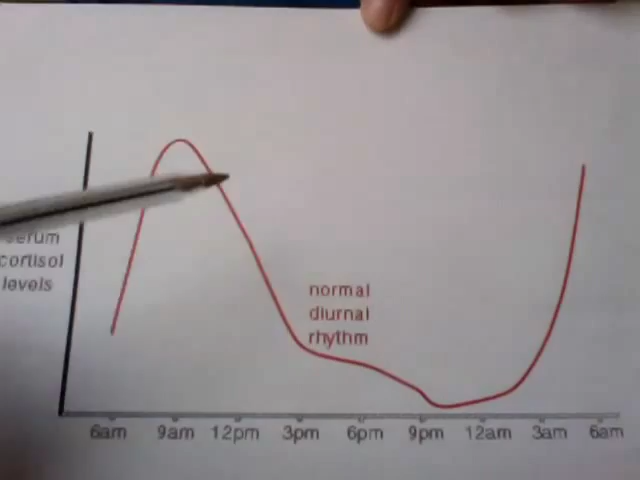 serum
cortisol
levels
normal
diurnal
rhythm
6am 9am 12pm 3pm 6pm 9pm 12am 3am 6am